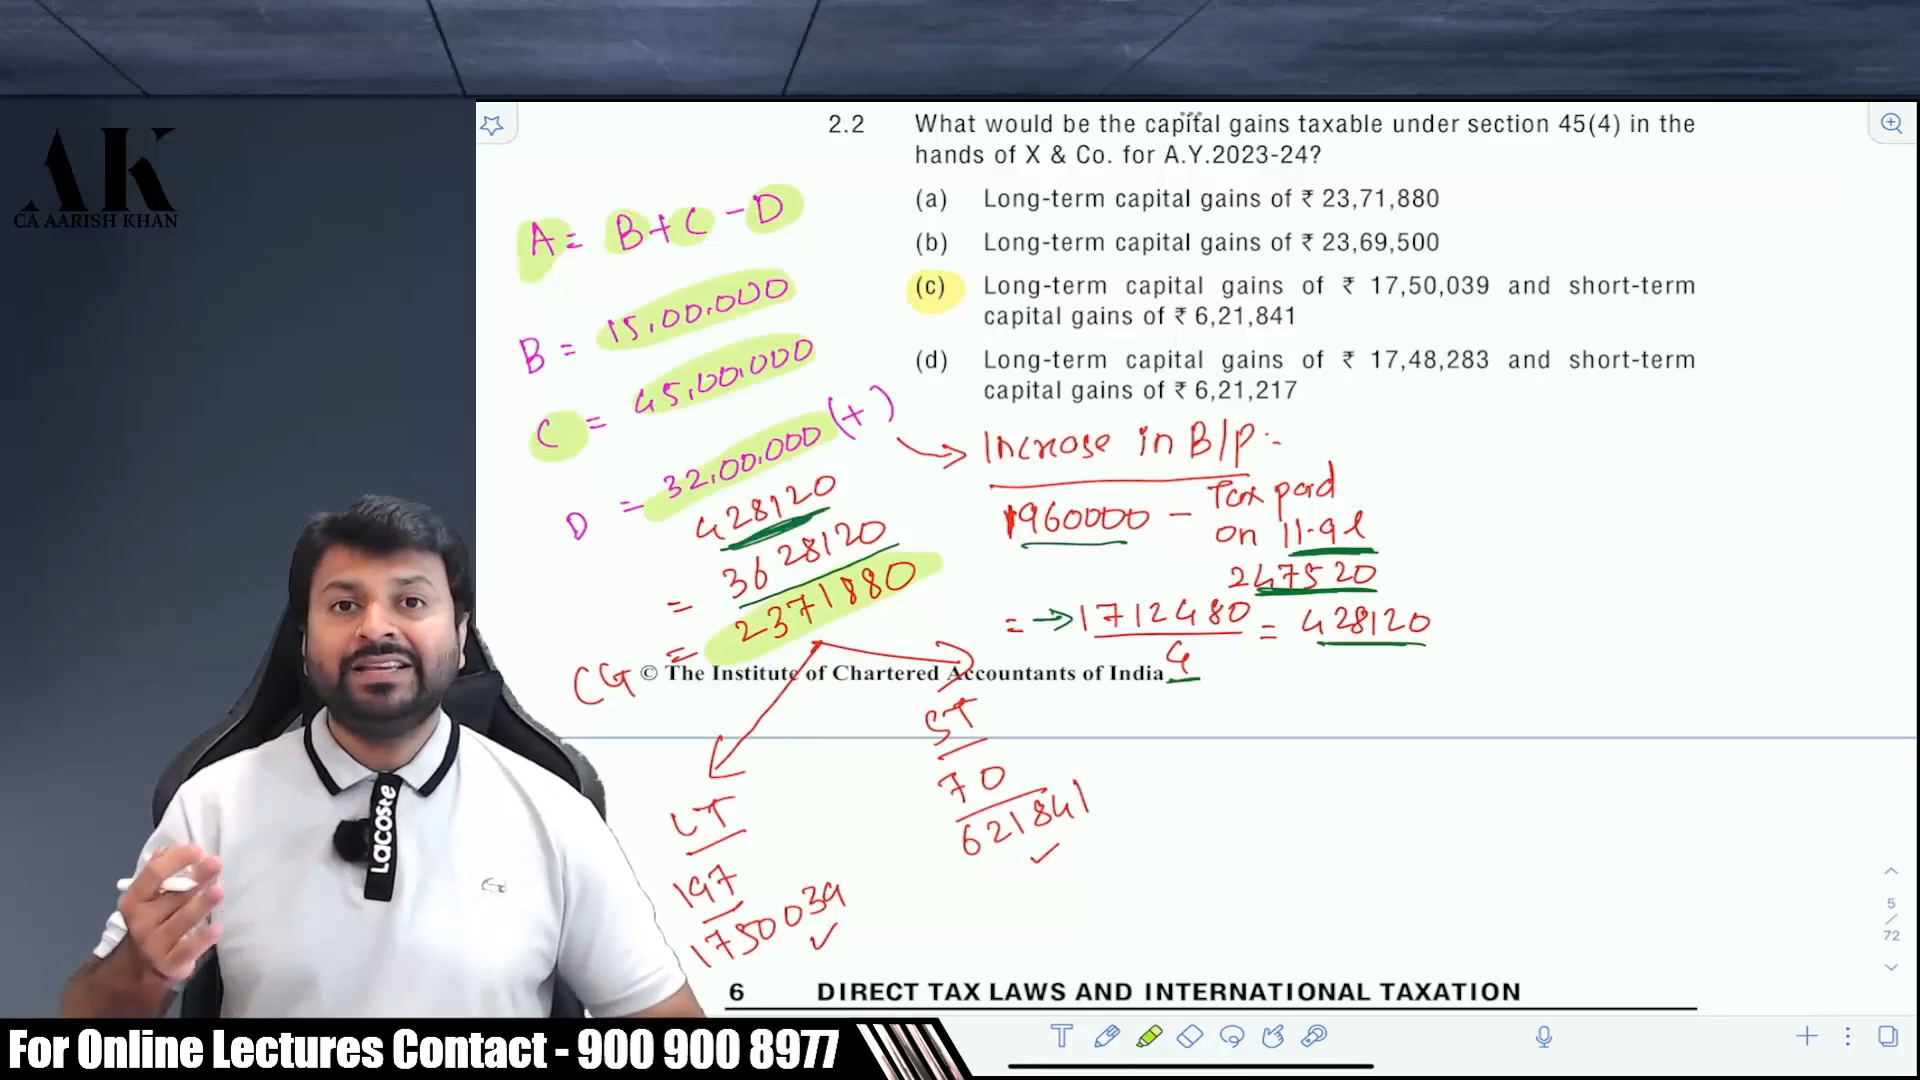 AK
CA AARISH KHAN
2.2 What would be the capital gains taxable under section 45(4) in the
hands of X & Co. for A.Y.2023-24?
(a) Long-term capital gains of ₹ 23,71,880
(b) Long-term capital gains of ₹ 23,69,500
(c) Long-term capital gains of ₹ 17,50,039 and short-term
capital gains of ₹ 6,21,841
(d) Long-term capital gains of ₹ 17,48,283 and short-term
capital gains of ₹ 6,21,217
A = B + C - D
B = 15,00,000
C = 45,00,000
D = 32,00,000 (+)
428120
= 3628120
CG = 2371880
Increase in B/P :-
1960000 - Tax paid
on 11.9l
247520
= → 1712480 = 428120
4
© The Institute of Chartered Accountants of India
LT
197
1750039
ST
70
621841
5
/
72
6 DIRECT TAX LAWS AND INTERNATIONAL TAXATION
Lacoste
For Online Lectures Contact - 900 900 8977